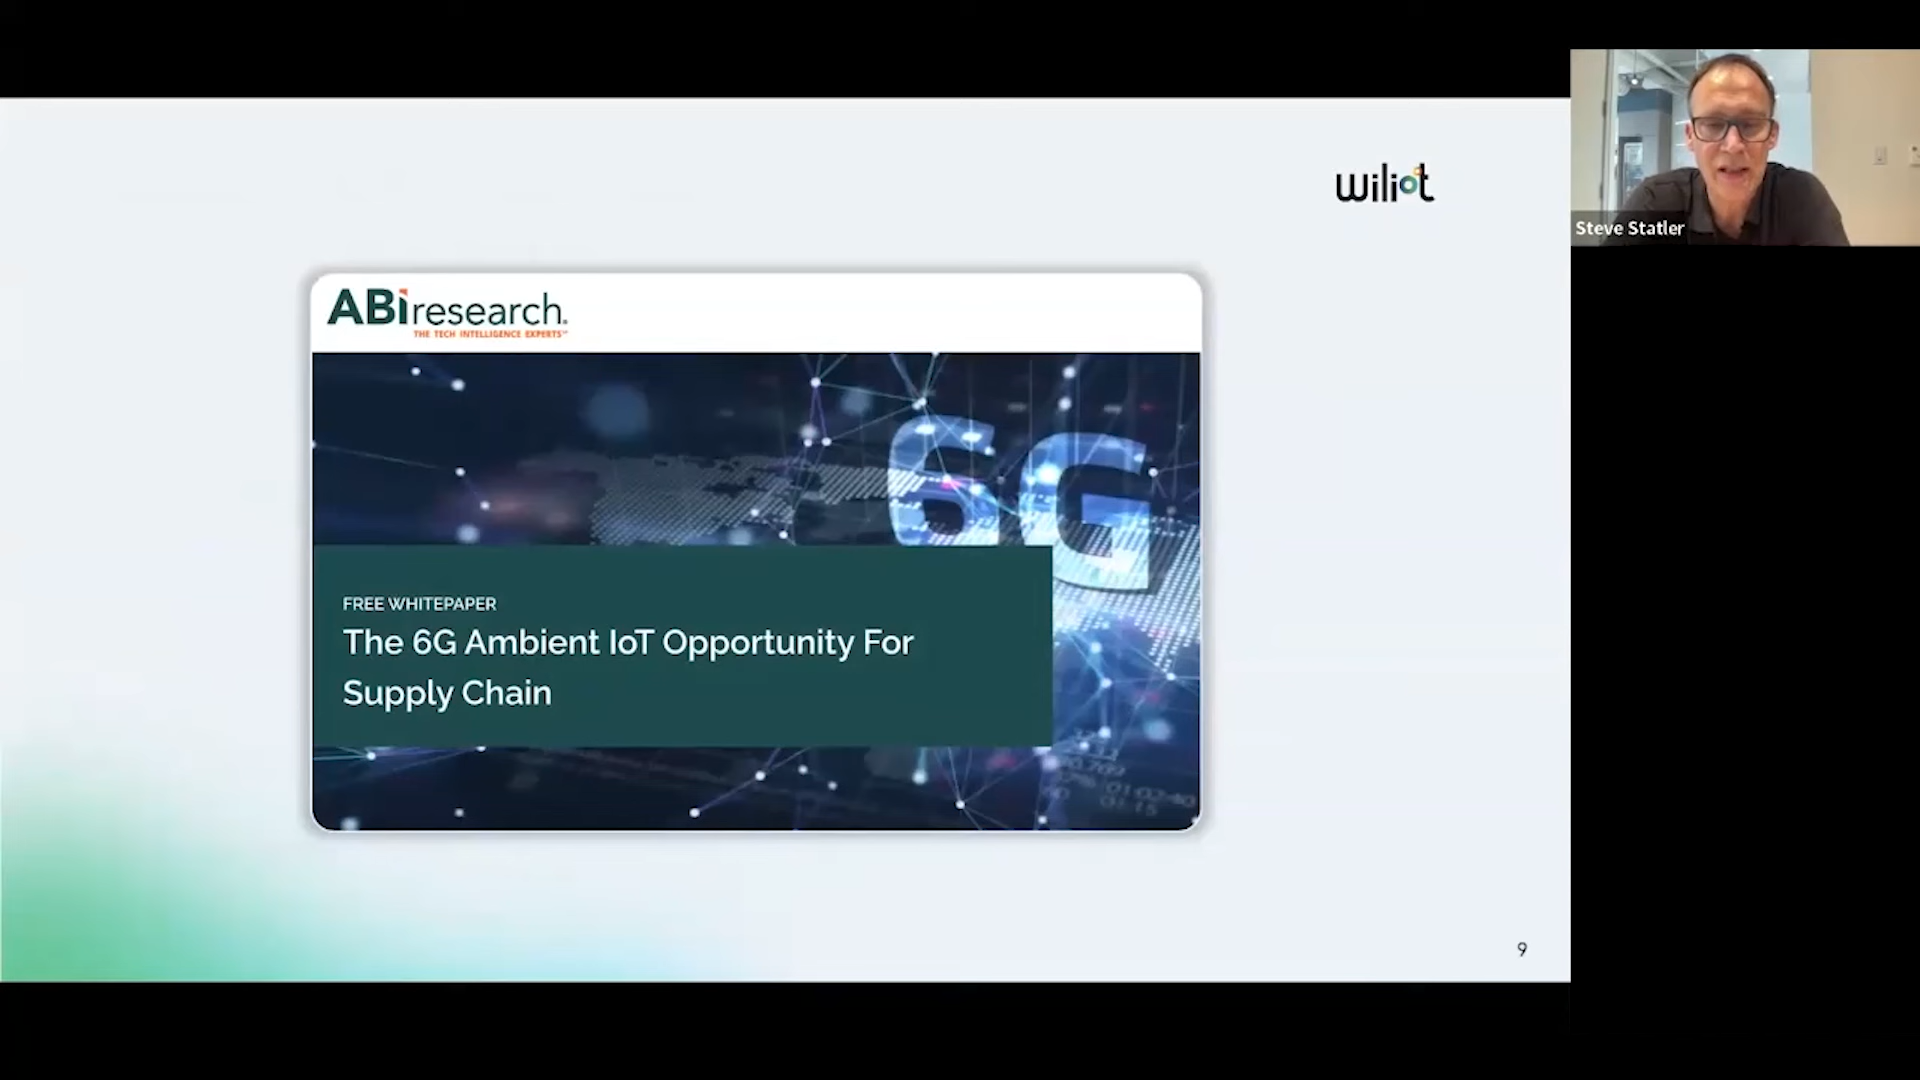 wiliot
Steve Statler
ABIresearch.
THE TECH INTELLIGENCE EXPERTS
6G
FREE WHITEPAPER
The 6G Ambient IoT Opportunity For
Supply Chain
9